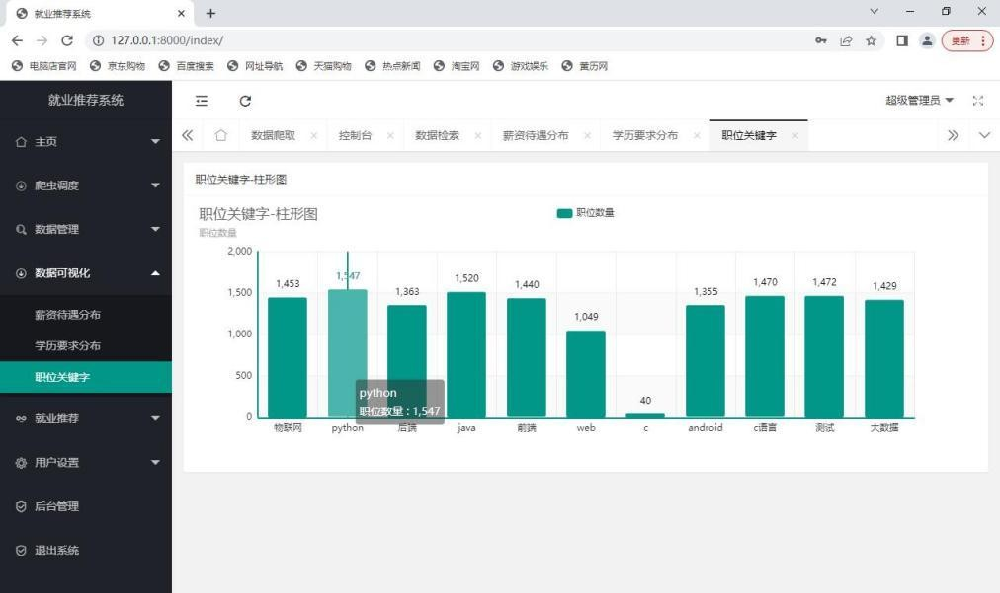 就业推荐系统
127.0.0.1:8000/index/
更新
电脑店官网 京东购物 百度搜索 网址导航 天猫购物 热点新闻 淘宝网 游戏娱乐 黄历网
就业推荐系统
超级管理员
主页
爬虫调度
数据管理
数据可视化
薪资待遇分布
学历要求分布
职位关键字
就业推荐
用户设置
后台管理
退出系统
数据爬取 控制台 数据检索 薪资待遇分布 学历要求分布 职位关键字
职位关键字-柱形图
职位关键字-柱形图
职位数量
职位数量
2,000
1,500
1,000
500
0
1,453 1,547 1,363 1,520 1,440 1,049 40 1,355 1,470 1,472 1,429
python
职位数量 : 1,547
物联网 python 后端 java 前端 web c android c语言 测试 大数据